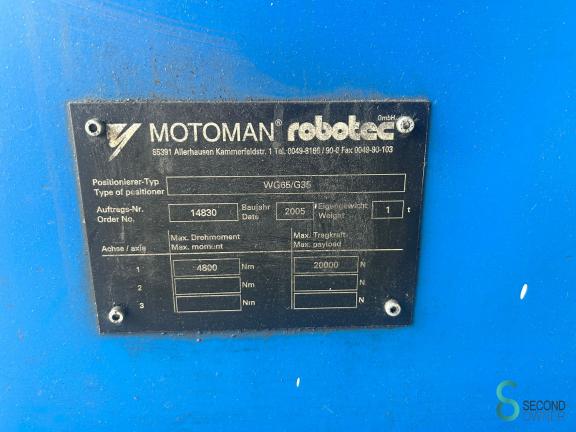 MOTOMAN® robotec GmbH
85391 Allerhausen Kammerfeldstr. 1 Tel. 0049-8166 / 90-0 Fax 0049-90-103
Positionierer-Typ
Type of positioner WG65/G35
Auftrags-Nr. Baujahr Eigengewicht
Order No. 14830 Date 2005 Weight 1 t
Max. Drehmoment Max. Tragkraft
Achse / axis Max. moment Max. payload
1 4800 Nm 20000 N
2 Nm N
3 Nm N
SECOND
OWNER